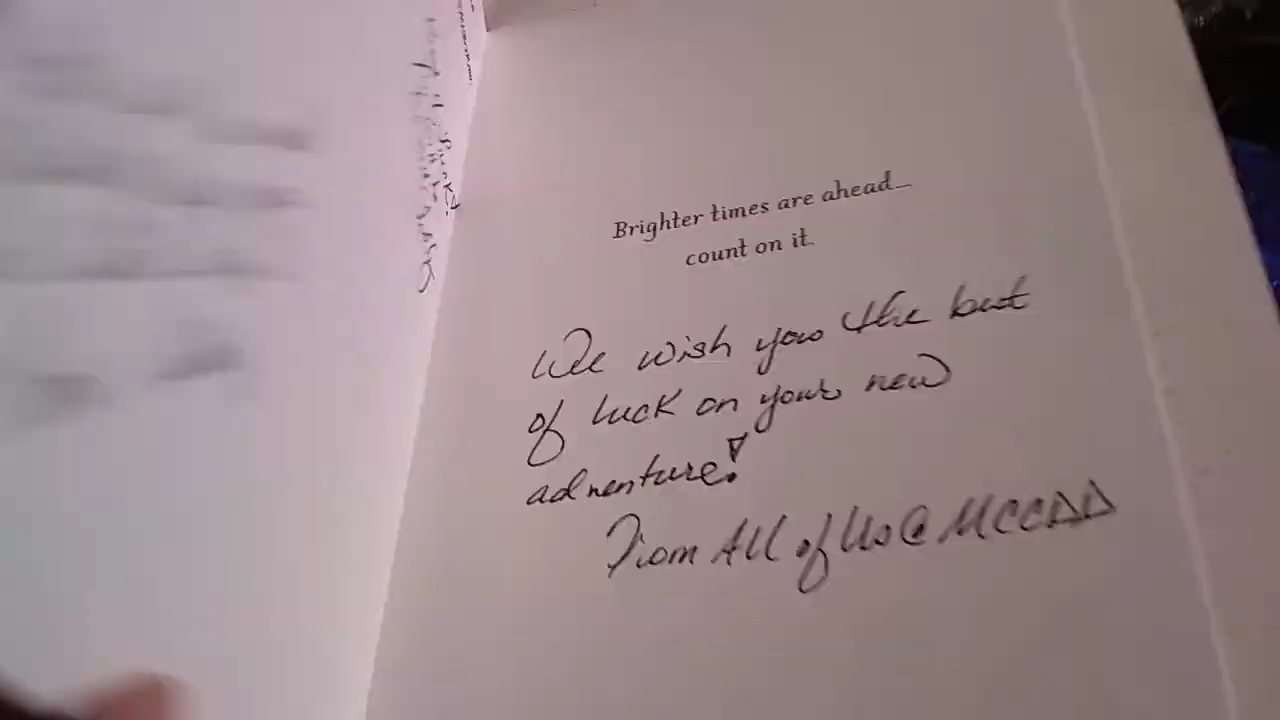 Brighter times are ahead—
count on it.
We wish you the best
of luck on your new
adventure!
From All of Us @ MCCDD